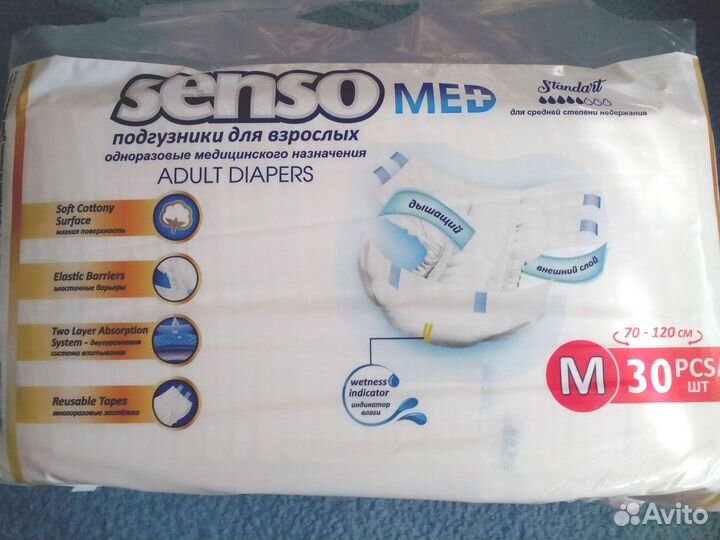 senso MED
подгузники для взрослых
одноразовые медицинского назначения
ADULT DIAPERS
Standart
для средней степени недержания
Soft Cottony
Surface
мягкая поверхность
Elastic Barriers
эластичные барьеры
Two Layer Absorption
System - двухуровневая
система впитывания
Reusable Tapes
многоразовые застёжки
дышащий
внешний слой
wetness
indicator
индикатор
влаги
70 - 120 см
M 30 PCS/
шт
Avito